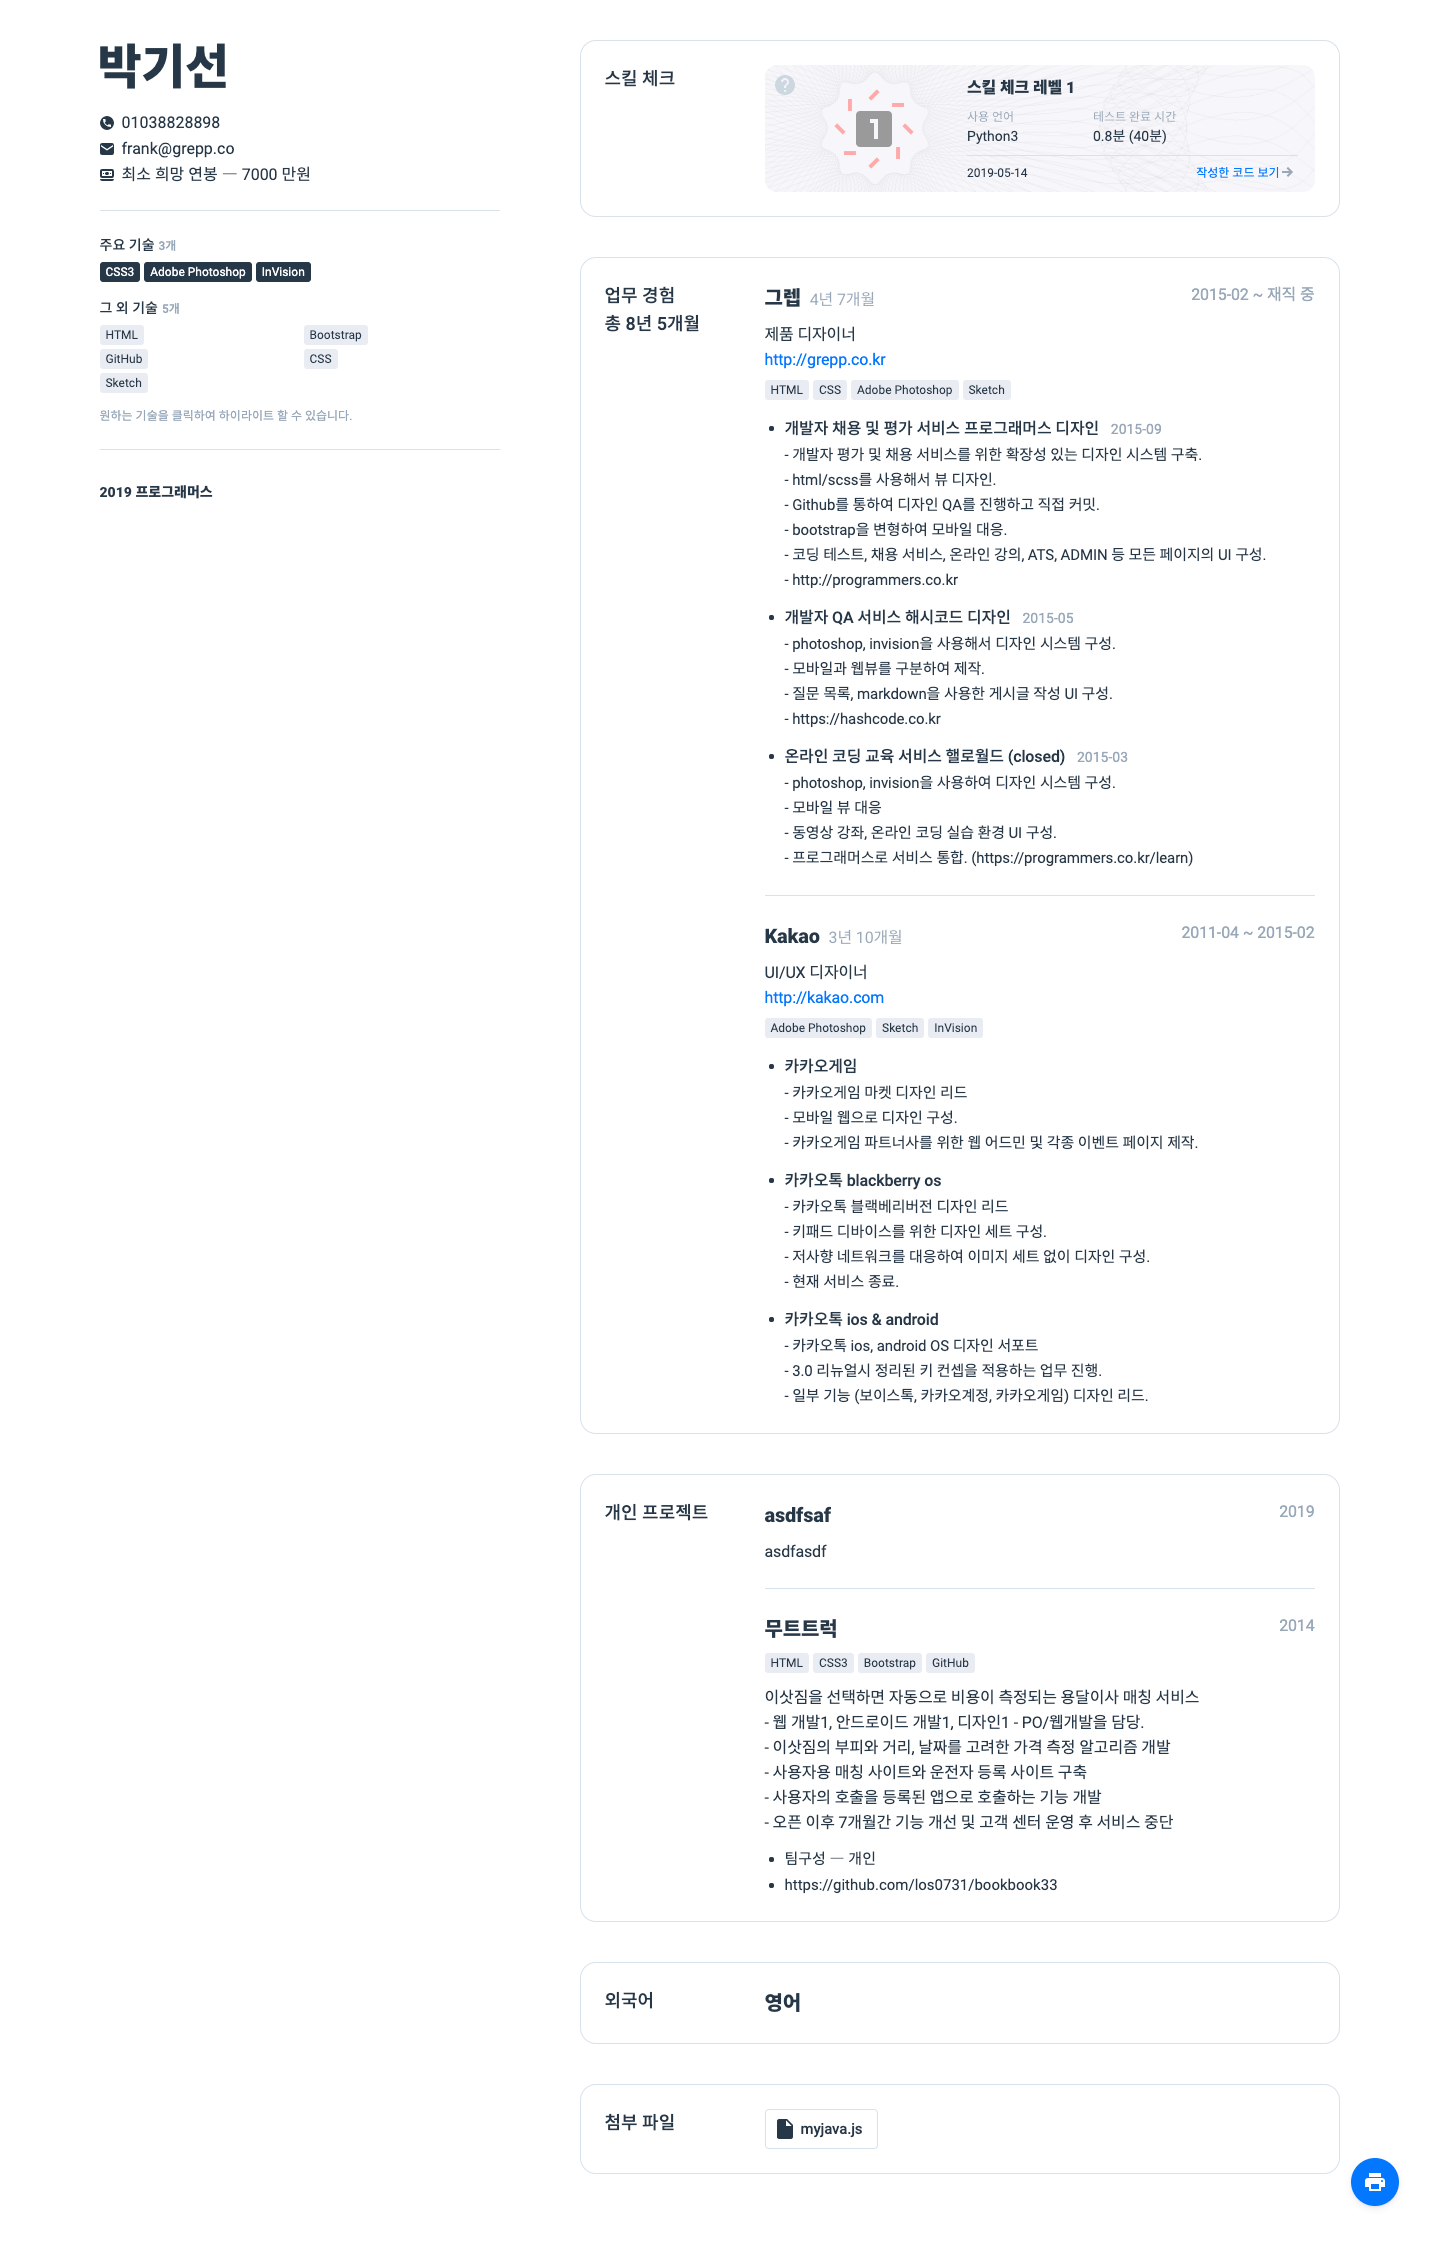 박기선
01038828898
frank@grepp.co
최소 희망 연봉 — 7000 만원
주요 기술 3개
CSS3 Adobe Photoshop InVision
그 외 기술 5개
HTML Bootstrap
GitHub CSS
Sketch
원하는 기술을 클릭하여 하이라이트 할 수 있습니다.
2019 프로그래머스
스킬 체크
?
1
스킬 체크 레벨 1
사용 언어 테스트 완료 시간
Python3 0.8분 (40분)
2019-05-14 작성한 코드 보기
업무 경험
총 8년 5개월
그렙 4년 7개월 2015-02 ~ 재직 중
제품 디자이너
http://grepp.co.kr
HTML CSS Adobe Photoshop Sketch
• 개발자 채용 및 평가 서비스 프로그래머스 디자인 2015-09
- 개발자 평가 및 채용 서비스를 위한 확장성 있는 디자인 시스템 구축.
- html/scss를 사용해서 뷰 디자인.
- Github를 통하여 디자인 QA를 진행하고 직접 커밋.
- bootstrap을 변형하여 모바일 대응.
- 코딩 테스트, 채용 서비스, 온라인 강의, ATS, ADMIN 등 모든 페이지의 UI 구성.
- http://programmers.co.kr
• 개발자 QA 서비스 해시코드 디자인 2015-05
- photoshop, invision을 사용해서 디자인 시스템 구성.
- 모바일과 웹뷰를 구분하여 제작.
- 질문 목록, markdown을 사용한 게시글 작성 UI 구성.
- https://hashcode.co.kr
• 온라인 코딩 교육 서비스 핼로월드 (closed) 2015-03
- photoshop, invision을 사용하여 디자인 시스템 구성.
- 모바일 뷰 대응
- 동영상 강좌, 온라인 코딩 실습 환경 UI 구성.
- 프로그래머스로 서비스 통합. (https://programmers.co.kr/learn)
Kakao 3년 10개월 2011-04 ~ 2015-02
UI/UX 디자이너
http://kakao.com
Adobe Photoshop Sketch InVision
• 카카오게임
- 카카오게임 마켓 디자인 리드
- 모바일 웹으로 디자인 구성.
- 카카오게임 파트너사를 위한 웹 어드민 및 각종 이벤트 페이지 제작.
• 카카오톡 blackberry os
- 카카오톡 블랙베리버전 디자인 리드
- 키패드 디바이스를 위한 디자인 세트 구성.
- 저사향 네트워크를 대응하여 이미지 세트 없이 디자인 구성.
- 현재 서비스 종료.
• 카카오톡 ios & android
- 카카오톡 ios, android OS 디자인 서포트
- 3.0 리뉴얼시 정리된 키 컨셉을 적용하는 업무 진행.
- 일부 기능 (보이스톡, 카카오계정, 카카오게임) 디자인 리드.
개인 프로젝트
asdfsaf 2019
asdfasdf
무트트럭 2014
HTML CSS3 Bootstrap GitHub
이삿짐을 선택하면 자동으로 비용이 측정되는 용달이사 매칭 서비스
- 웹 개발1, 안드로이드 개발1, 디자인1 - PO/웹개발을 담당.
- 이삿짐의 부피와 거리, 날짜를 고려한 가격 측정 알고리즘 개발
- 사용자용 매칭 사이트와 운전자 등록 사이트 구축
- 사용자의 호출을 등록된 앱으로 호출하는 기능 개발
- 오픈 이후 7개월간 기능 개선 및 고객 센터 운영 후 서비스 중단
• 팀구성 — 개인
• https://github.com/los0731/bookbook33
외국어
영어
첨부 파일
myjava.js